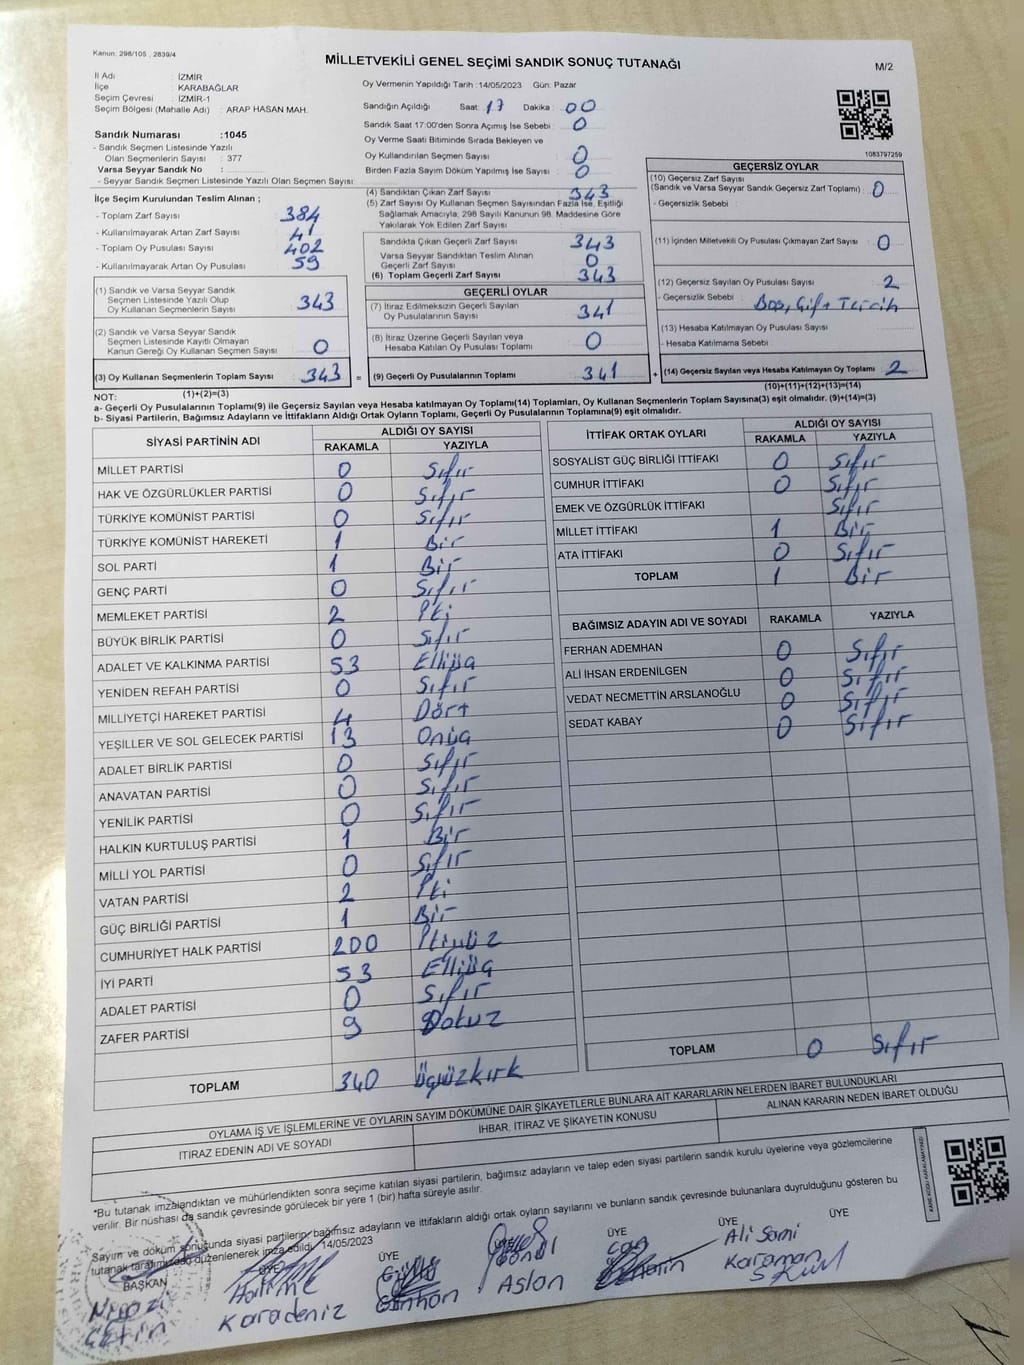 Kanun: 298/105 , 2839/4
MİLLETVEKİLİ GENEL SEÇİMİ SANDIK SONUÇ TUTANAĞI
M/2
İl Adı : İZMİR
İlçe : KARABAĞLAR
Seçim Çevresi : İZMİR-1
Seçim Bölgesi (Mahalle Adı) : ARAP HASAN MAH.
Sandık Numarası :1045
- Sandık Seçmen Listesinde Yazılı
Olan Seçmenlerin Sayısı : 377
Varsa Seyyar Sandık No :
- Seyyar Sandık Seçmen Listesinde Yazılı Olan Seçmen Sayısı:
Oy Vermenin Yapıldığı Tarih :14/05/2023 Gün: Pazar
Sandığın Açıldığı Saat: 17 Dakika : 00
Sandık Saat 17:00'den Sonra Açımış İse Sebebi : 0
Oy Verme Saati Bitiminde Sırada Bekleyen ve
Oy Kullandırılan Seçmen Sayısı : 0
Birden Fazla Sayım Döküm Yapılmış İse Sayısı : 0
1083797259
İlçe Seçim Kurulundan Teslim Alınan ;
- Toplam Zarf Sayısı : 384
- Kullanılmayarak Artan Zarf Sayısı : 41
- Toplam Oy Pusulası Sayısı : 402
- Kullanılmayarak Artan Oy Pusulası : 59
(1) Sandık ve Varsa Seyyar Sandık
Seçmen Listesinde Yazılı Olup
Oy Kullanan Seçmenlerin Sayısı : 343
(2) Sandık ve Varsa Seyyar Sandık
Seçmen Listesinde Kayıtlı Olmayan
Kanun Gereği Oy Kullanan Seçmen Sayısı : 0
(3) Oy Kullanan Seçmenlerin Toplam Sayısı : 343 =
(4) Sandıktan Çıkan Zarf Sayısı : 343
(5) Zarf Sayısı Oy Kullanan Seçmen Sayısından Fazla İse, Eşitliği
Sağlamak Amacıyla; 298 Sayılı Kanunun 98. Maddesine Göre
Yakılarak Yok Edilen Zarf Sayısı :
Sandıkta Çıkan Geçerli Zarf Sayısı : 343
Varsa Seyyar Sandıktan Teslim Alınan
Geçerli Zarf Sayısı : 0
(6) Toplam Geçerli Zarf Sayısı : 343
GEÇERLİ OYLAR
(7) İtiraz Edilmeksizin Geçerli Sayılan
Oy Pusulalarının Sayısı : 341
(8) İtiraz Üzerine Geçerli Sayılan veya
Hesaba Katılan Oy Pusulası Toplamı : 0
(9) Geçerli Oy Pusulalarının Toplamı : 341 +
GEÇERSİZ OYLAR
(10) Geçersiz Zarf Sayısı
(Sandık ve Varsa Seyyar Sandık Geçersiz Zarf Toplamı) : 0
- Geçersizlik Sebebi :
(11) İçinden Milletvekili Oy Pusulası Çıkmayan Zarf Sayısı : 0
(12) Geçersiz Sayılan Oy Pusulası Sayısı : 2
- Geçersizlik Sebebi : Boş, Çift Tercih
(13) Hesaba Katılmayan Oy Pusulası Sayısı :
- Hesaba Katılmama Sebebi :
(14) Geçersiz Sayılan veya Hesaba Katılmayan Oy Toplamı : 2
NOT: (1)+(2)=(3) (10)+(11)+(12)+(13)=(14)
a- Geçerli Oy Pusulalarının Toplamı(9) ile Geçersiz Sayılan veya Hesaba katılmayan Oy Toplamı(14) Toplamları, Oy Kullanan Seçmenlerin Toplam Sayısına(3) eşit olmalıdır. (9)+(14)=(3)
b- Siyasi Partilerin, Bağımsız Adayların ve İttifakların Aldığı Ortak Oyların Toplamı, Geçerli Oy Pusulalarının Toplamına(9) eşit olmalıdır.
SİYASİ PARTİNİN ADI ALDIĞI OY SAYISI
RAKAMLA YAZIYLA
MİLLET PARTİSİ 0 Sıfır
HAK VE ÖZGÜRLÜKLER PARTİSİ 0 Sıfır
TÜRKİYE KOMÜNİST PARTİSİ 0 Sıfır
TÜRKİYE KOMÜNİST HAREKETİ 1 Bir
SOL PARTİ 1 Bir
GENÇ PARTİ 0 Sıfır
MEMLEKET PARTİSİ 2 İki
BÜYÜK BİRLİK PARTİSİ 0 Sıfır
ADALET VE KALKINMA PARTİSİ 53 Elliüç
YENİDEN REFAH PARTİSİ 0 Sıfır
MİLLİYETÇİ HAREKET PARTİSİ 4 Dört
YEŞİLLER VE SOL GELECEK PARTİSİ 13 Onüç
ADALET BİRLİK PARTİSİ 0 Sıfır
ANAVATAN PARTİSİ 0 Sıfır
YENİLİK PARTİSİ 0 Sıfır
HALKIN KURTULUŞ PARTİSİ 1 Bir
MİLLİ YOL PARTİSİ 0 Sıfır
VATAN PARTİSİ 2 İki
GÜÇ BİRLİĞİ PARTİSİ 1 Bir
CUMHURİYET HALK PARTİSİ 200 İkiyüz
İYİ PARTİ 53 Elliüç
ADALET PARTİSİ 0 Sıfır
ZAFER PARTİSİ 9 Dokuz
TOPLAM 340 Üçyüzkırk
İTTİFAK ORTAK OYLARI ALDIĞI OY SAYISI
RAKAMLA YAZIYLA
SOSYALİST GÜÇ BİRLİĞİ İTTİFAKI 0 Sıfır
CUMHUR İTTİFAKI 0 Sıfır
EMEK VE ÖZGÜRLÜK İTTİFAKI Sıfır
MİLLET İTTİFAKI 1 Bir
ATA İTTİFAKI 0 Sıfır
TOPLAM 1 Bir
BAĞIMSIZ ADAYIN ADI VE SOYADI RAKAMLA YAZIYLA
FERHAN ADEMHAN 0 Sıfır
ALİ İHSAN ERDENİLGEN 0 Sıfır
VEDAT NECMETTİN ARSLANOĞLU 0 Sıfır
SEDAT KABAY 0 Sıfır
TOPLAM 0 Sıfır
OYLAMA İŞ VE İŞLEMLERİNE VE OYLARIN SAYIM DÖKÜMÜNE DAİR ŞİKAYETLERLE BUNLARA AİT KARARLARIN NELERDEN İBARET BULUNDUKLARI
İTİRAZ EDENİN ADI VE SOYADI İHBAR, İTİRAZ VE ŞİKAYETİN KONUSU ALINAN KARARIN NEDEN İBARET OLDUĞU
*Bu tutanak imzalandıktan ve mühürlendikten sonra seçime katılan siyasi partilerin, bağımsız adayların ve talep eden siyasi partilerin sandık kurulu üyelerine veya gözlemcilerine
verilir. Bir nüshası da sandık çevresinde görülecek bir yere 1 (bir) hafta süreyle asılır.
Sayım ve döküm sonuçunda siyasi partilerin, bağımsız adayların ve ittifakların aldığı ortak oyların sayılarını ve bunların sandık çevresinde bulunanlara duyrulduğunu gösteren bu
tutanak tarafımızdan düzenlenerek imza edildi. 14/05/2023
BAŞKAN ÜYE ÜYE ÜYE ÜYE ÜYE ÜYE
Niyazi Çetin
Karadeniz
Aslan
Ali Sami
Karaman